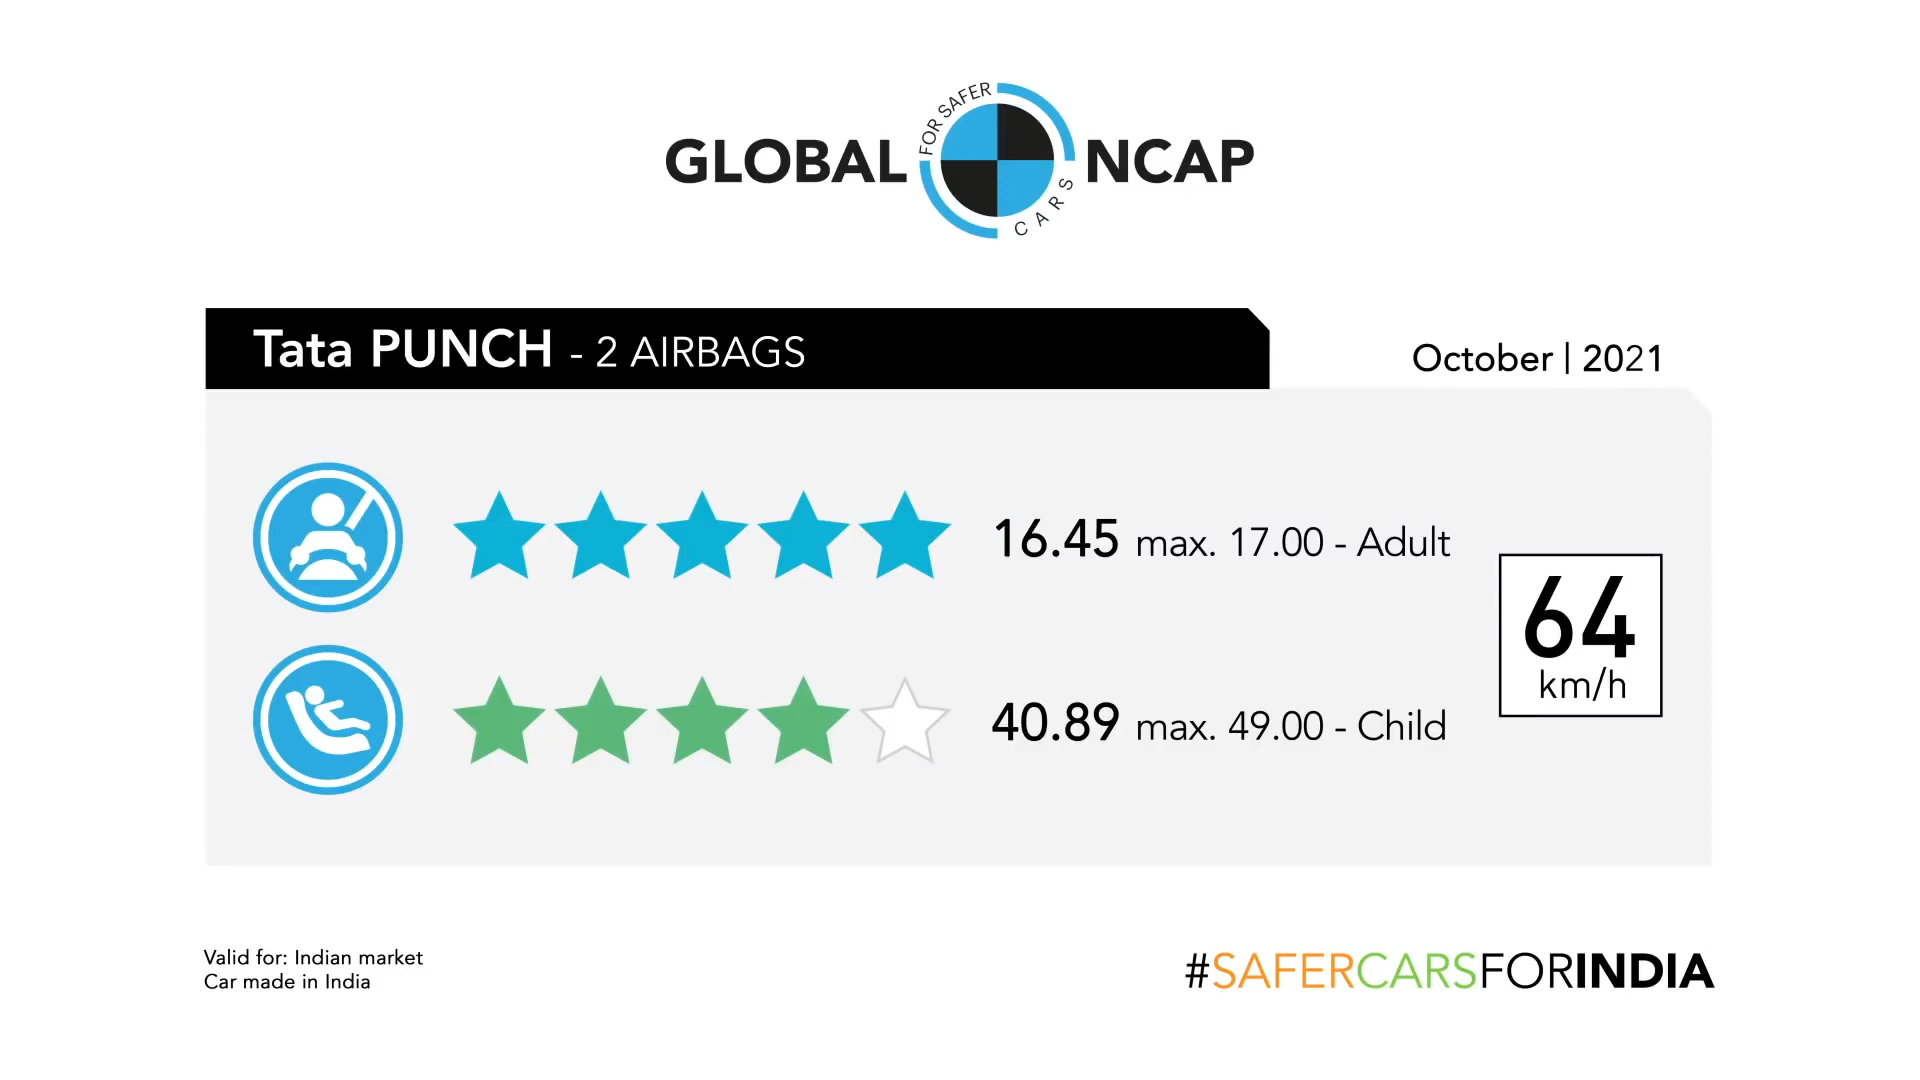 GLOBAL FOR SAFER CARS NCAP
Tata PUNCH - 2 AIRBAGS
October | 2021
16.45 max. 17.00 - Adult
40.89 max. 49.00 - Child
64
km/h
Valid for: Indian market
Car made in India
#SAFERCARSFORINDIA